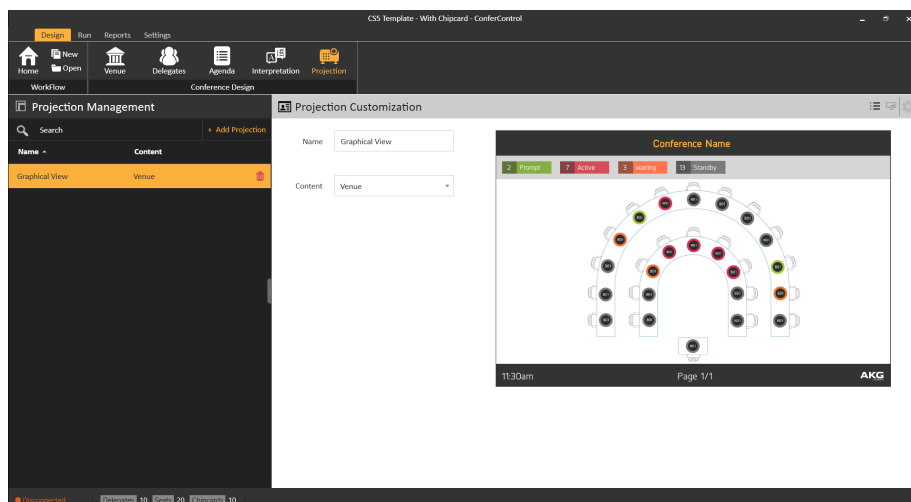 CS5 Template - With Chipcard - ConferControl
Design Run Reports Settings
Home New Open Venue Delegates Agenda Interpretation Projection
WorkFlow Conference Design
Projection Management
Search + Add Projection
Name Content
Graphical View Venue
Projection Customization
Name Graphical View
Content Venue
Conference Name
2 Prompt 7 Active 3 Waiting 13 Standby
11:30am Page 1/1 AKG
Disconnected Delegates 10 Seats 20 Chipcards 10